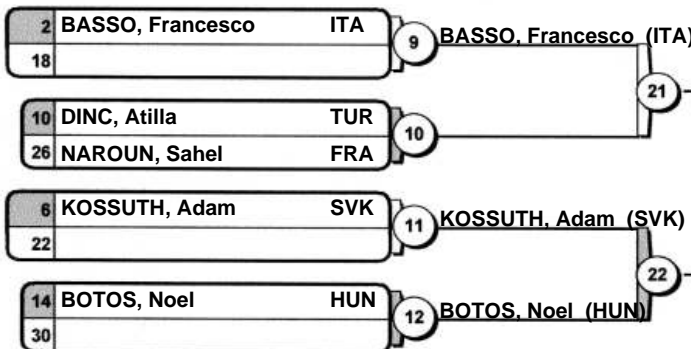 2 BASSO, Francesco ITA
18
9 BASSO, Francesco (ITA)
21
10 DINC, Atilla TUR
26 NAROUN, Sahel FRA
10
6 KOSSUTH, Adam SVK
22
11 KOSSUTH, Adam (SVK)
22
14 BOTOS, Noel HUN
30
12 BOTOS, Noel (HUN)